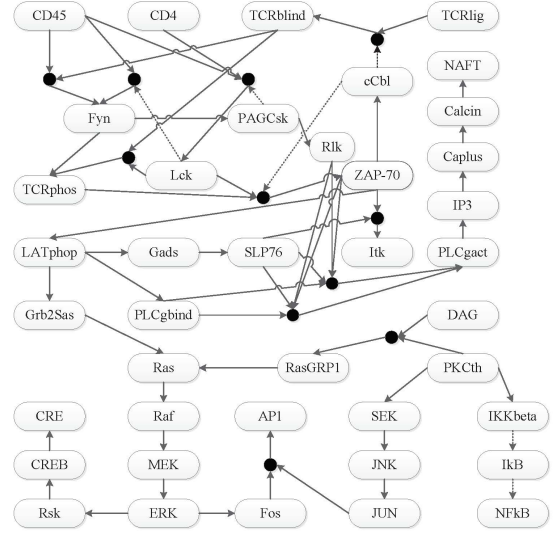 CD45
CD4
TCRblind
TCRlig
cCbl
NAFT
Calcin
Fyn
PAGCsk
Rlk
Caplus
Lck
ZAP-70
TCRphos
IP3
LATphop
Gads
SLP76
Itk
PLCgact
Grb2Sas
PLCgbind
DAG
Ras
RasGRP1
PKCth
CRE
Raf
AP1
SEK
IKKbeta
CREB
MEK
JNK
IkB
Rsk
ERK
Fos
JUN
NFkB